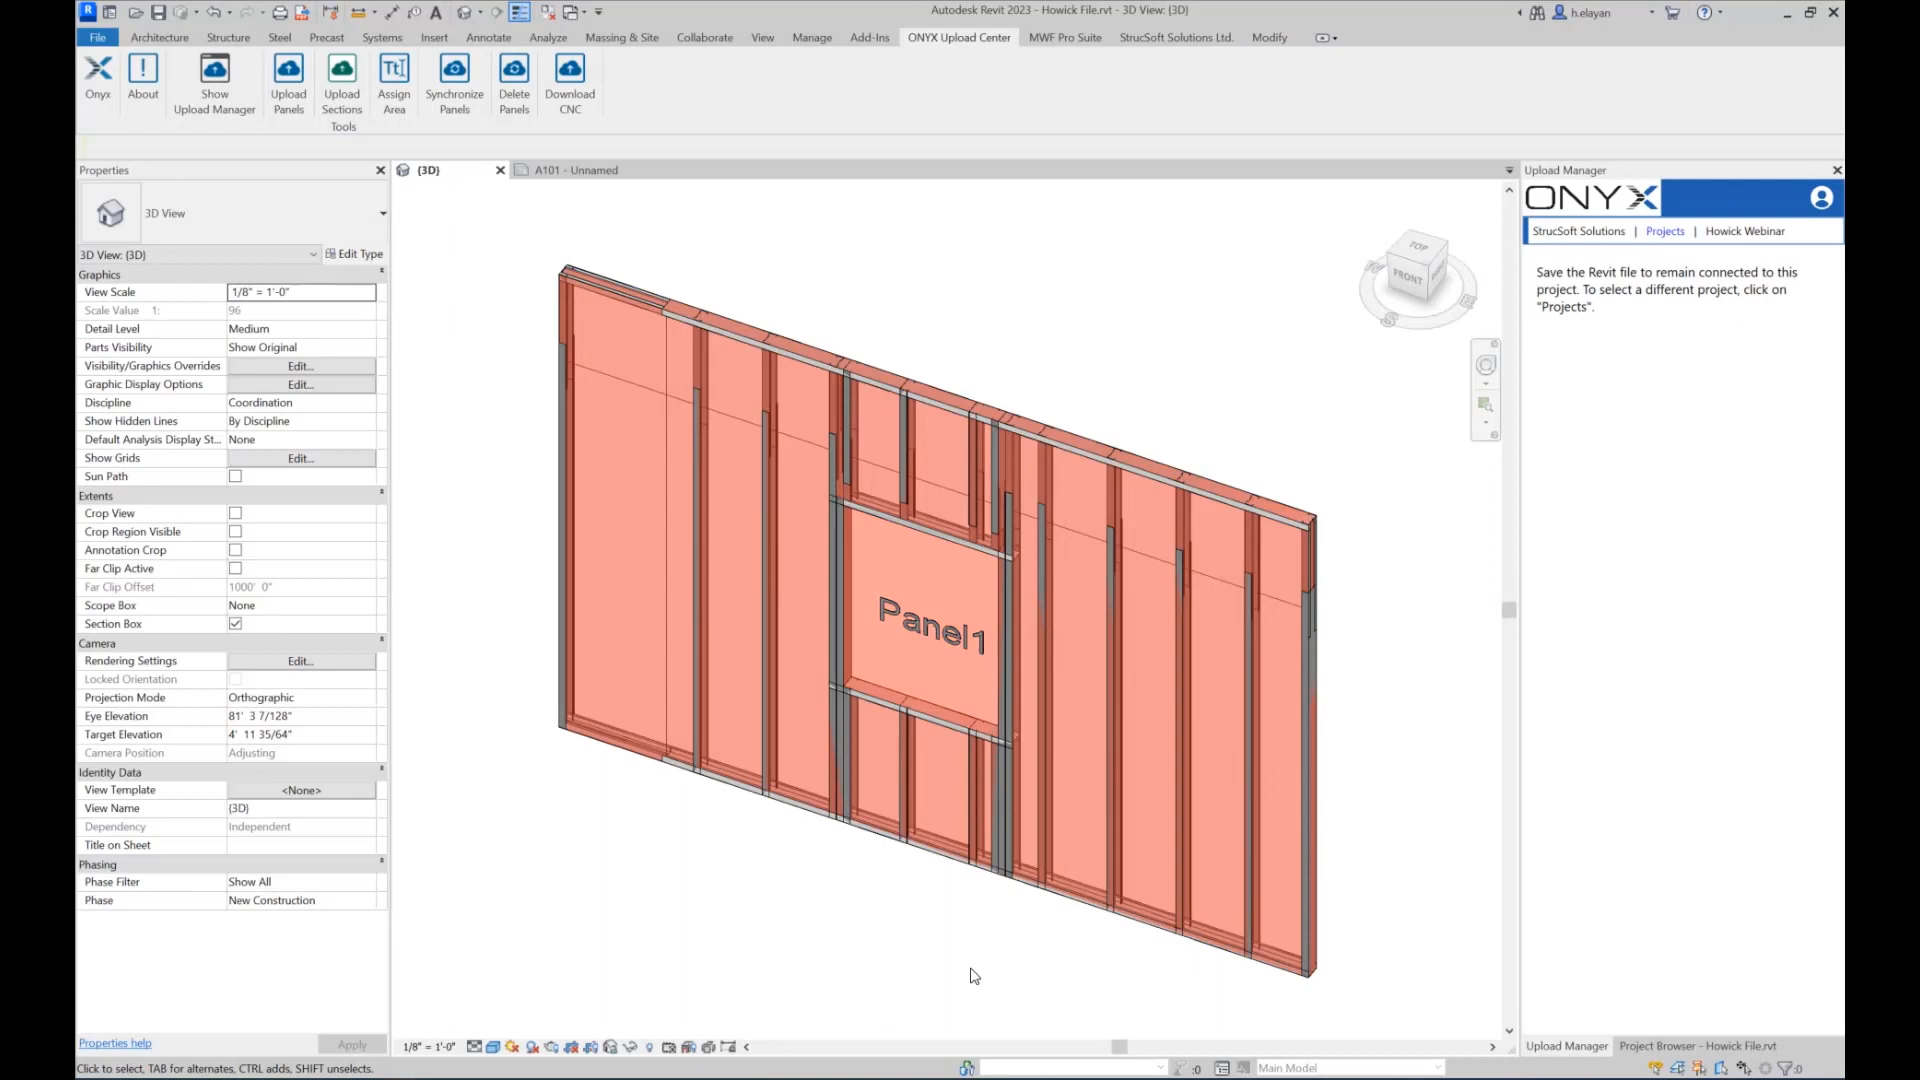 Autodesk Revit 2023 - Howick File.rvt - 3D View: {3D}
h.elayan
File Architecture Structure Steel Precast Systems Insert Annotate Analyze Massing & Site Collaborate View Manage Add-Ins ONYX Upload Center MWF Pro Suite StrucSoft Solutions Ltd. Modify
Onyx About Show Upload Upload Assign Synchronize Delete Download
Upload Manager Panels Sections Area Panels Panels CNC
Tools
Properties
{3D}
A101 - Unnamed
Upload Manager
3D View
ONYX
3D View: {3D}
Edit Type
StrucSoft Solutions | Projects | Howick Webinar
Save the Revit file to remain connected to this
project. To select a different project, click on
"Projects".
Graphics
View Scale 1/8" = 1'-0"
Scale Value 1: 96
Detail Level Medium
Parts Visibility Show Original
Visibility/Graphics Overrides Edit...
Graphic Display Options Edit...
Discipline Coordination
Show Hidden Lines By Discipline
Default Analysis Display St... None
Show Grids Edit...
Sun Path
Extents
Crop View
Crop Region Visible
Annotation Crop
Far Clip Active
Far Clip Offset 1000' 0"
Scope Box None
Section Box
Camera
Rendering Settings Edit...
Locked Orientation
Projection Mode Orthographic
Eye Elevation 81' 3 7/128"
Target Elevation 4' 11 35/64"
Camera Position Adjusting
Identity Data
View Template <None>
View Name {3D}
Dependency Independent
Title on Sheet
Phasing
Phase Filter Show All
Phase New Construction
TOP
FRONT
Panel1
Properties help
Apply
1/8" = 1'-0"
Upload Manager
Project Browser - Howick File.rvt
Click to select, TAB for alternates, CTRL adds, SHIFT unselects.
:0
Main Model
:0